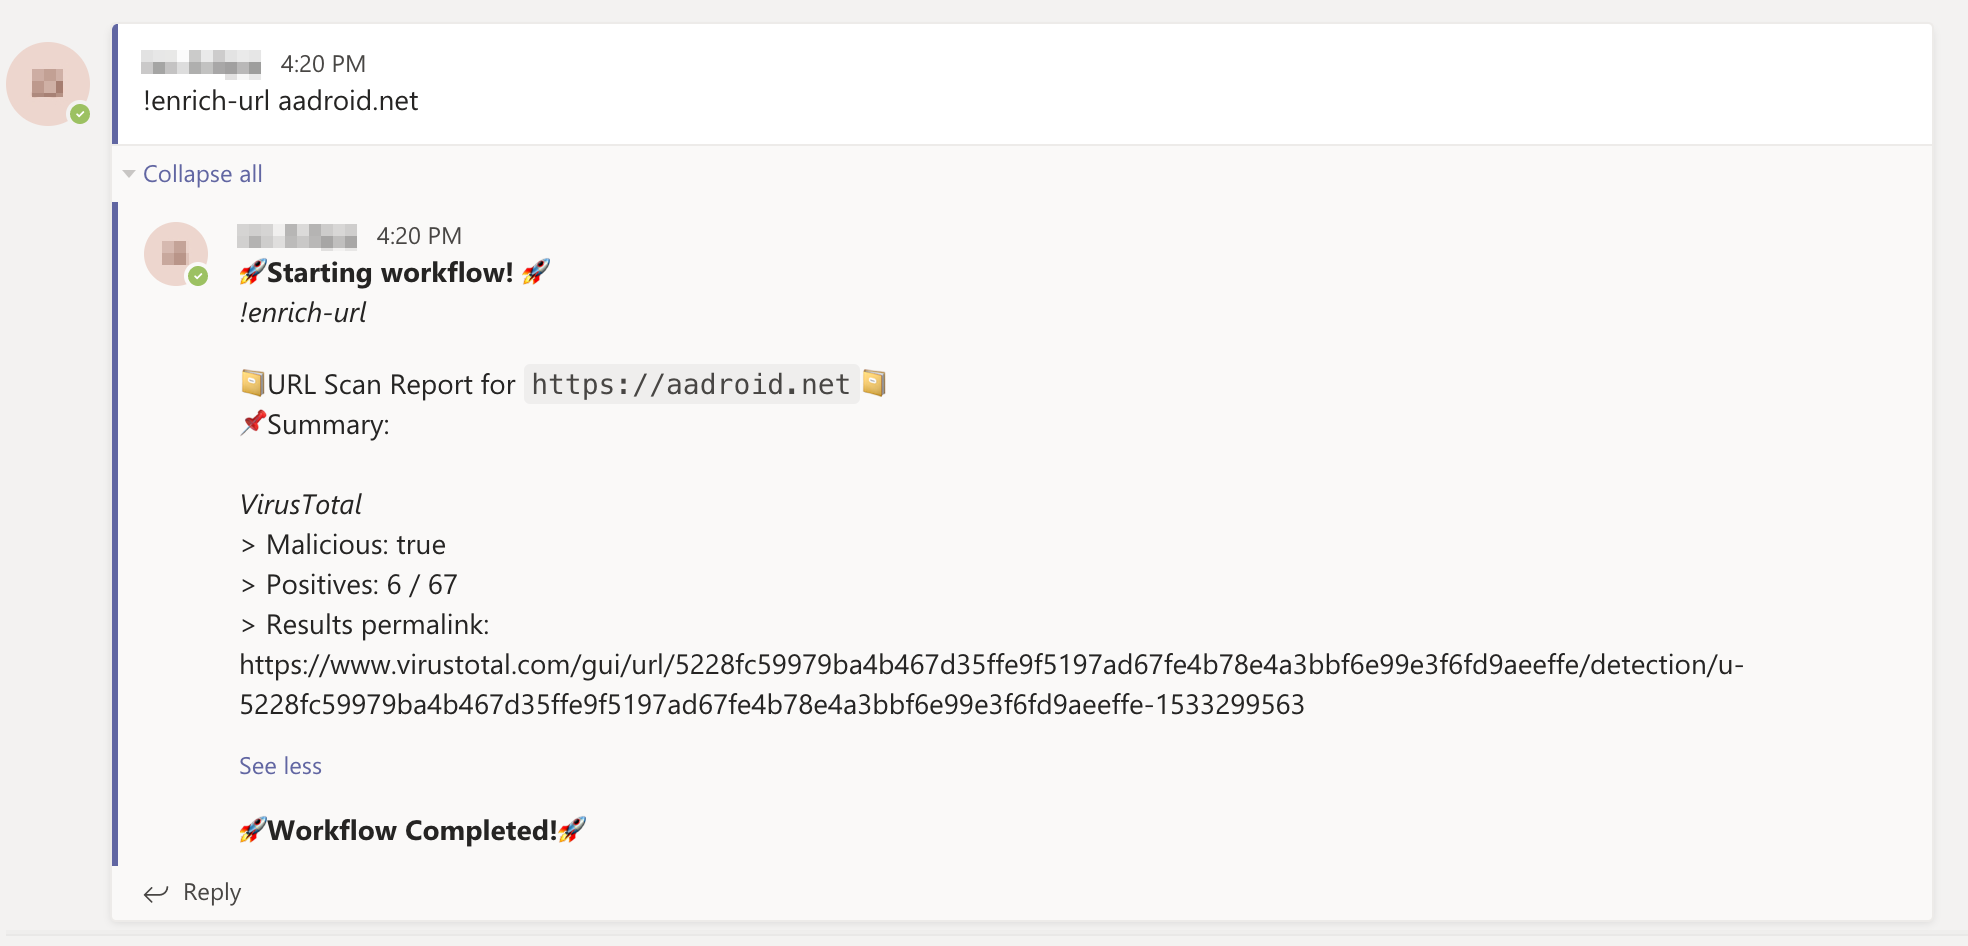 4:20 PM
!enrich-url aadroid.net
Collapse all
4:20 PM
🚀Starting workflow! 🚀
!enrich-url
📒URL Scan Report for https://aadroid.net📒
📌Summary:
VirusTotal
> Malicious: true
> Positives: 6 / 67
> Results permalink:
https://www.virustotal.com/gui/url/5228fc59979ba4b467d35ffe9f5197ad67fe4b78e4a3bbf6e99e3f6fd9aeeffe/detection/u-
5228fc59979ba4b467d35ffe9f5197ad67fe4b78e4a3bbf6e99e3f6fd9aeeffe-1533299563
See less
🚀Workflow Completed!🚀
Reply